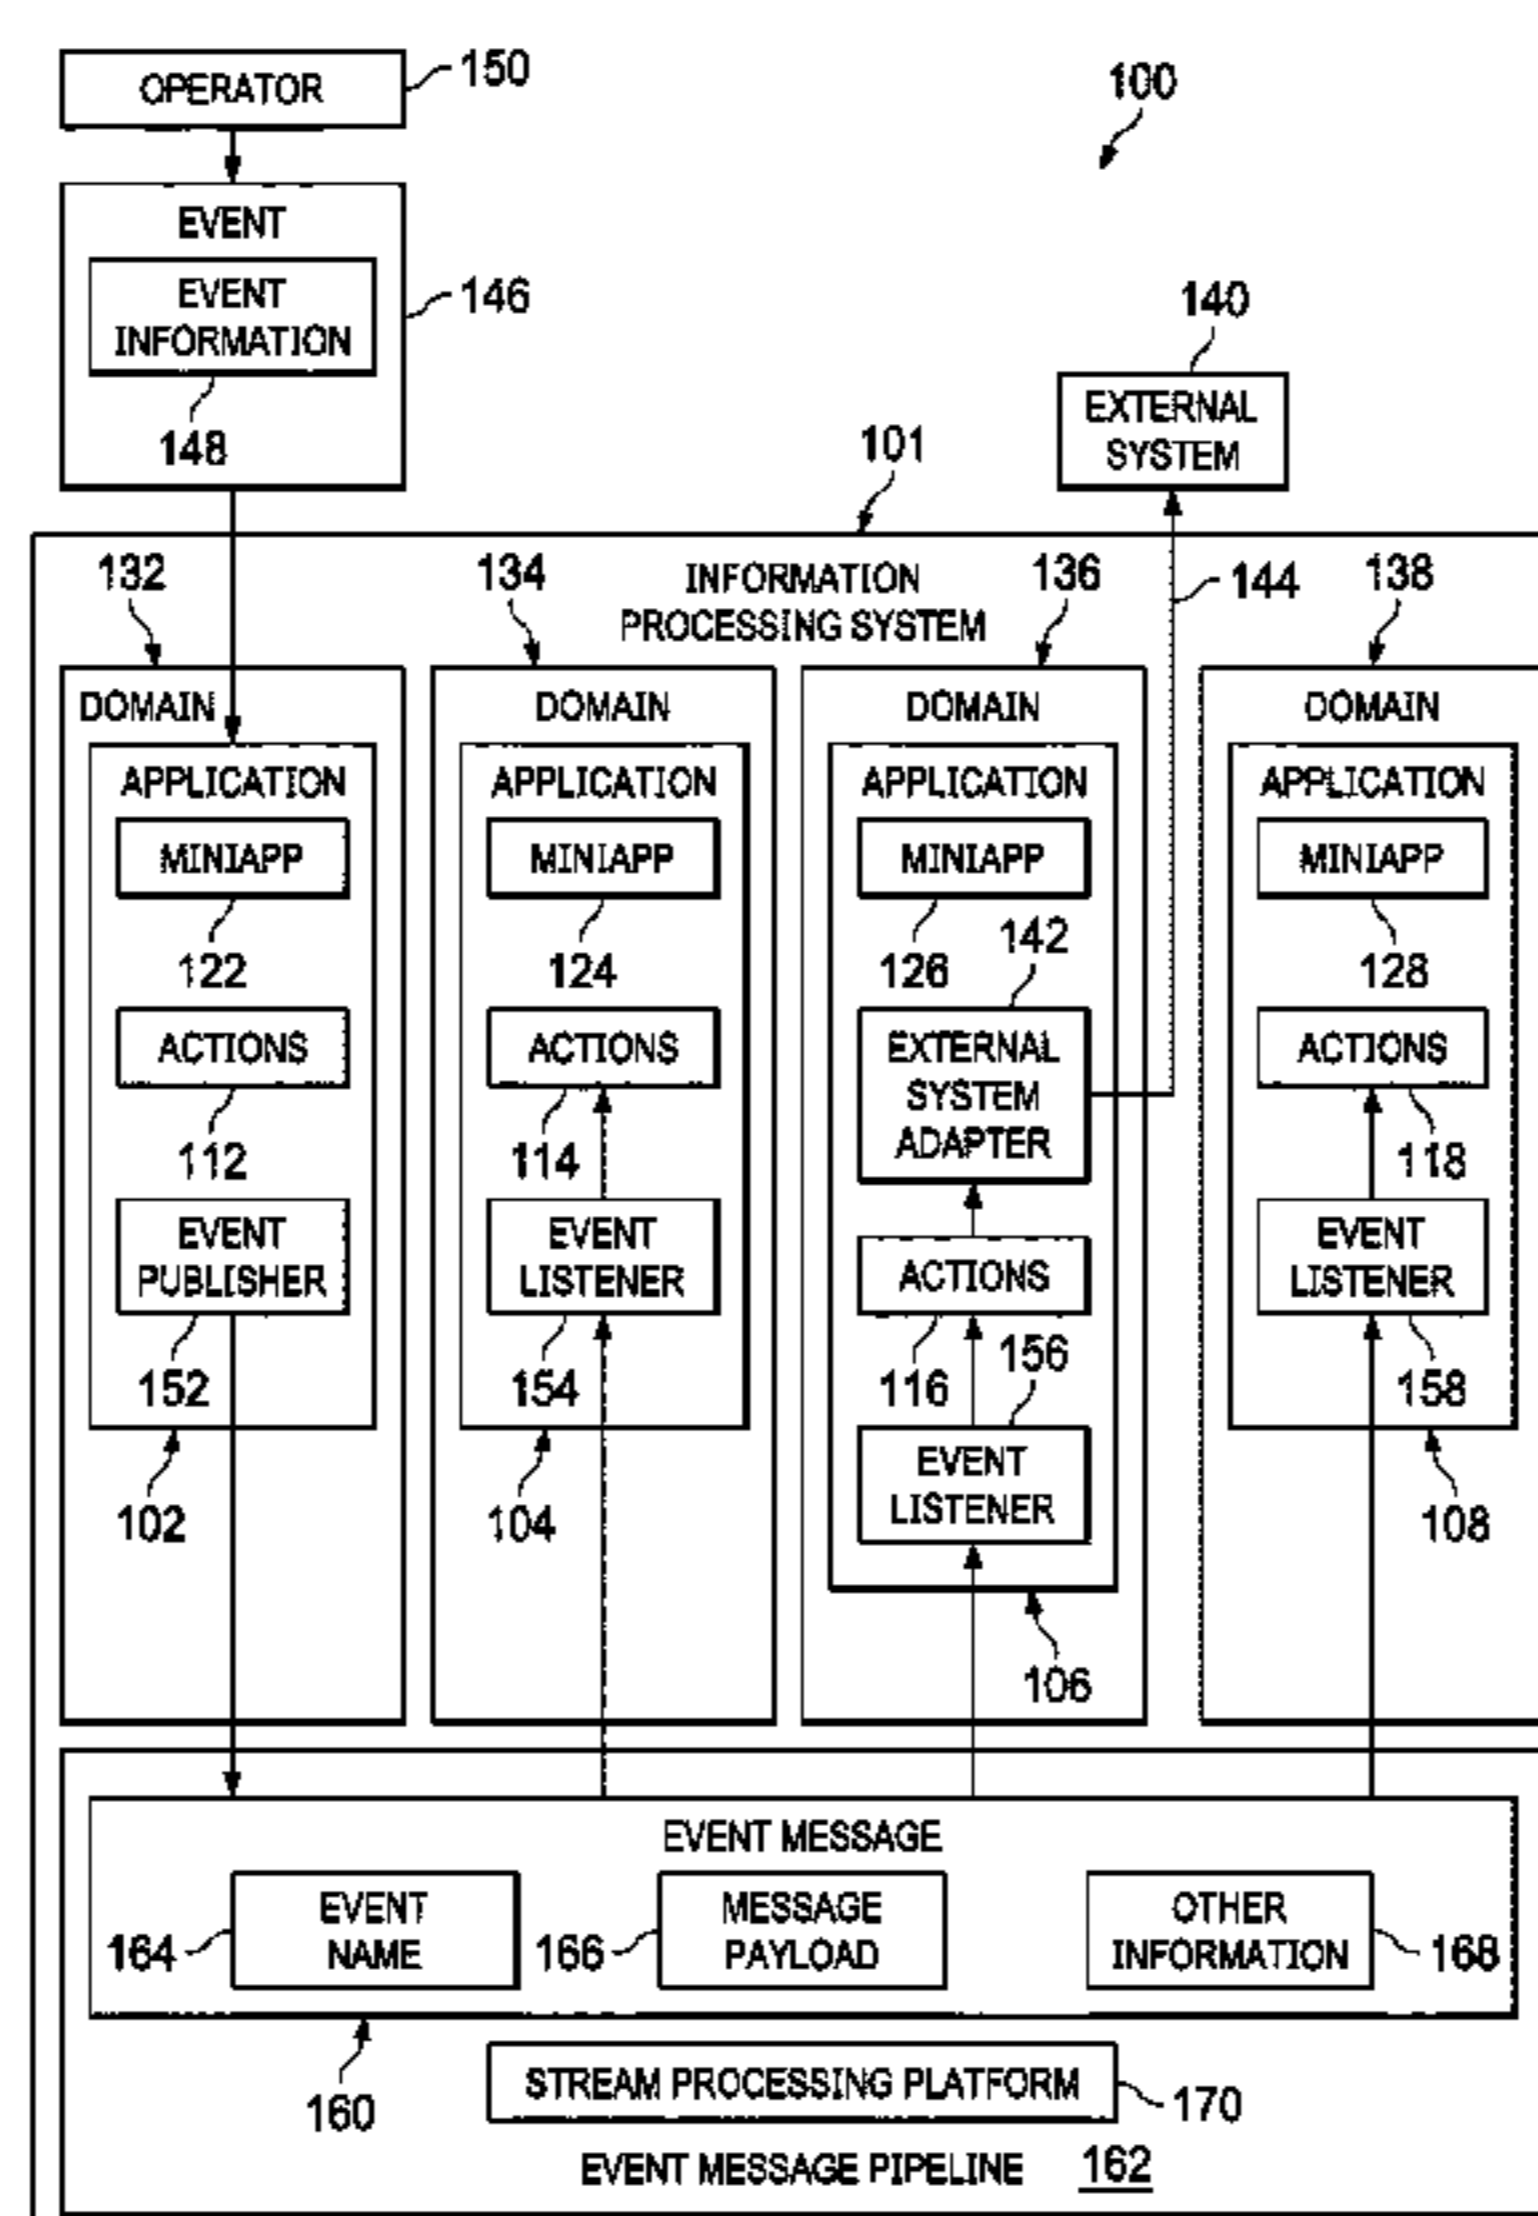 OPERATOR
150
100
EVENT
EVENT
INFORMATION
146
148
140
EXTERNAL
SYSTEM
101
132
134
INFORMATION
PROCESSING SYSTEM
136
144
138
DOMAIN
DOMAIN
DOMAIN
DOMAIN
APPLICATION
APPLICATION
APPLICATION
APPLICATION
MINIAPP
MINIAPP
MINIAPP
MINIAPP
122
124
126
142
128
ACTIONS
ACTIONS
EXTERNAL
SYSTEM
ADAPTER
ACTIONS
112
114
118
EVENT
PUBLISHER
EVENT
LISTENER
ACTIONS
EVENT
LISTENER
152
154
116
156
158
EVENT
LISTENER
102
104
108
106
EVENT MESSAGE
164
EVENT
NAME
166
MESSAGE
PAYLOAD
OTHER
INFORMATION
168
160
STREAM PROCESSING PLATFORM
170
EVENT MESSAGE PIPELINE 162